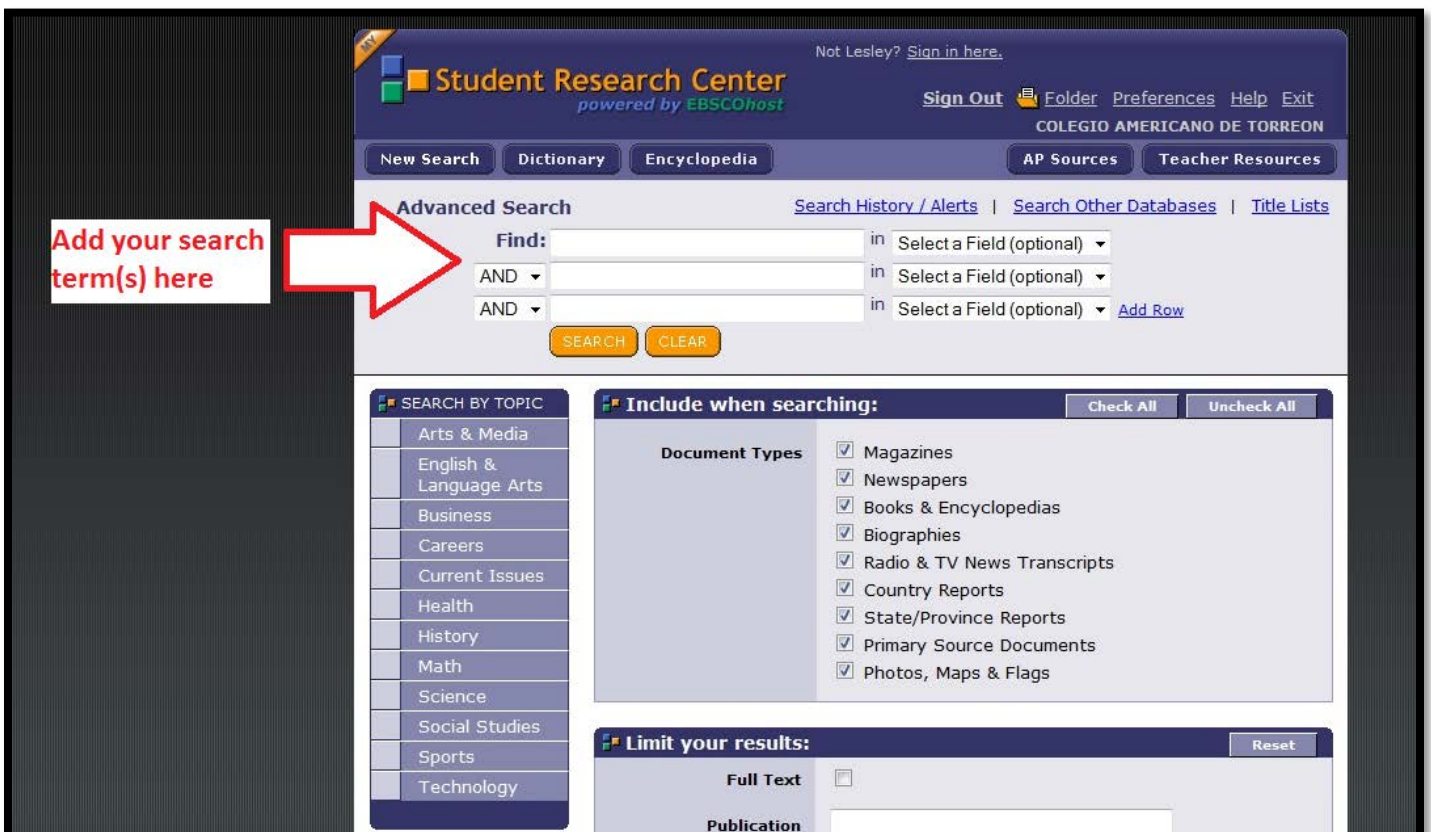 MY
Not Lesley? Sign in here.
Student Research Center
powered by EBSCOhost
Sign Out Folder Preferences Help Exit
COLEGIO AMERICANO DE TORREON
New Search Dictionary Encyclopedia AP Sources Teacher Resources
Advanced Search Search History / Alerts | Search Other Databases | Title Lists
Add your search
term(s) here
Find: in Select a Field (optional)
AND in Select a Field (optional)
AND in Select a Field (optional) Add Row
SEARCH CLEAR
SEARCH BY TOPIC
Arts & Media
English &
Language Arts
Business
Careers
Current Issues
Health
History
Math
Science
Social Studies
Sports
Technology
Include when searching: Check All Uncheck All
Document Types
Magazines
Newspapers
Books & Encyclopedias
Biographies
Radio & TV News Transcripts
Country Reports
State/Province Reports
Primary Source Documents
Photos, Maps & Flags
Limit your results: Reset
Full Text
Publication